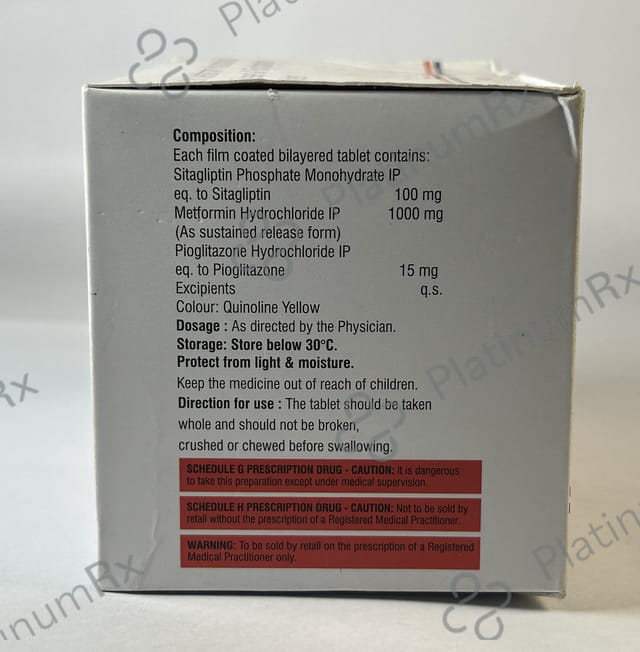 Composition:
Each film coated bilayered tablet contains:
Sitagliptin Phosphate Monohydrate IP
eq. to Sitagliptin 100 mg
Metformin Hydrochloride IP 1000 mg
(As sustained release form)
Pioglitazone Hydrochloride IP
eq. to Pioglitazone 15 mg
Excipients q.s.
Colour: Quinoline Yellow
Dosage : As directed by the Physician.
Storage: Store below 30°C.
Protect from light & moisture.
Keep the medicine out of reach of children.
Direction for use : The tablet should be taken
whole and should not be broken,
crushed or chewed before swallowing.
SCHEDULE G PRESCRIPTION DRUG - CAUTION: It is dangerous
to take this preparation except under medical supervision.
SCHEDULE H PRESCRIPTION DRUG - CAUTION: Not to be sold by
retail without the prescription of a Registered Medical Practitioner.
WARNING: To be sold by retail on the prescription of a Registered
Medical Practitioner only.
PlatinumRx
PlatinumRx
PlatinumRx
Rx
Platinum
inumRx
Platinum